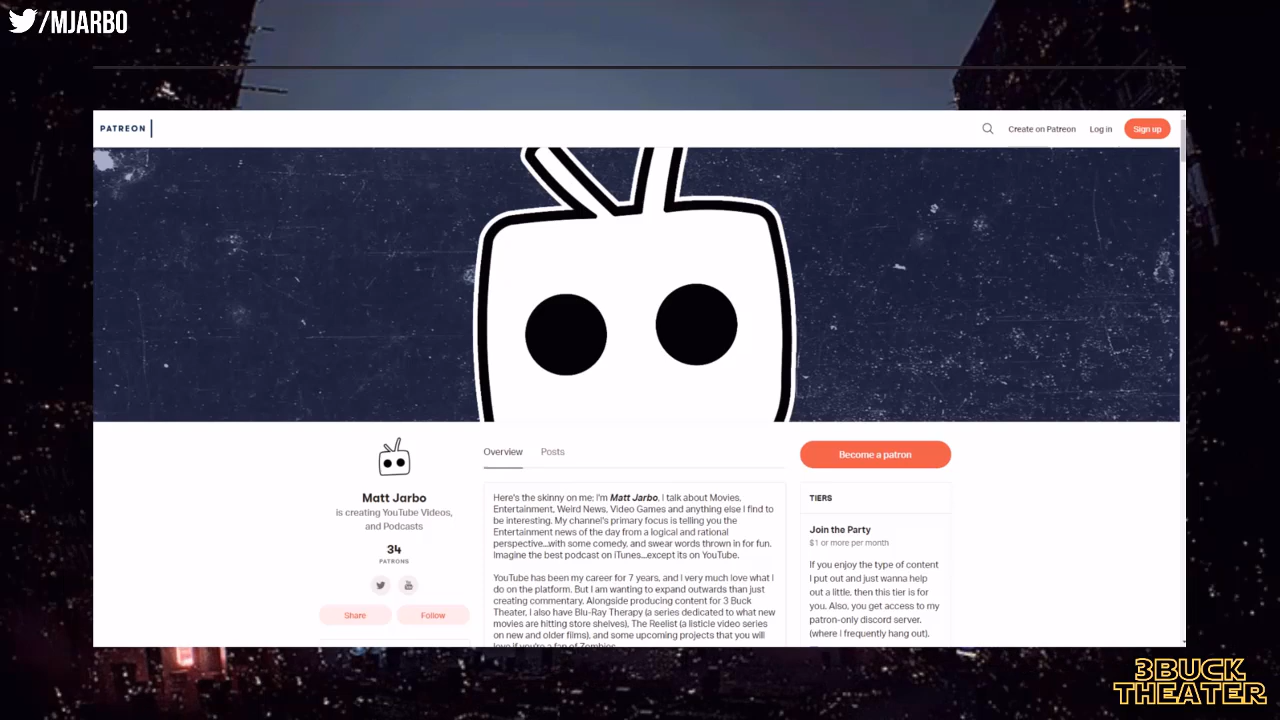 /MJARBO
PATREON
Create on Patreon
Log in
Sign up
Overview
Posts
Become a patron
Matt Jarbo
is creating YouTube Videos,
and Podcasts
34
PATRONS
Share
Follow
Here's the skinny on me; I'm Matt Jarbo, I talk about Movies,
Entertainment, Weird News, Video Games and anything else I find to
be interesting. My channel's primary focus is telling you the
Entertainment news of the day from a logical and rational
perspective...with some comedy, and swear words thrown in for fun.
Imagine the best podcast on iTunes...except its on YouTube.
YouTube has been my career for 7 years, and I very much love what I
do on the platform. But I am wanting to expand outwards than just
creating commentary. Alongside producing content for 3 Buck
Theater, I also have Blu-Ray Therapy (a series dedicated to what new
movies are hitting store shelves), The Reelist (a listicle video series
on new and older films), and some upcoming projects that you will
love if you're a fan of Zombies
TIERS
Join the Party
$1 or more per month
If you enjoy the type of content
I put out and just wanna help
out a little, then this tier is for
you. Also, you get access to my
patron-only discord server.
(where I frequently hang out).
3BUCK
THEATER